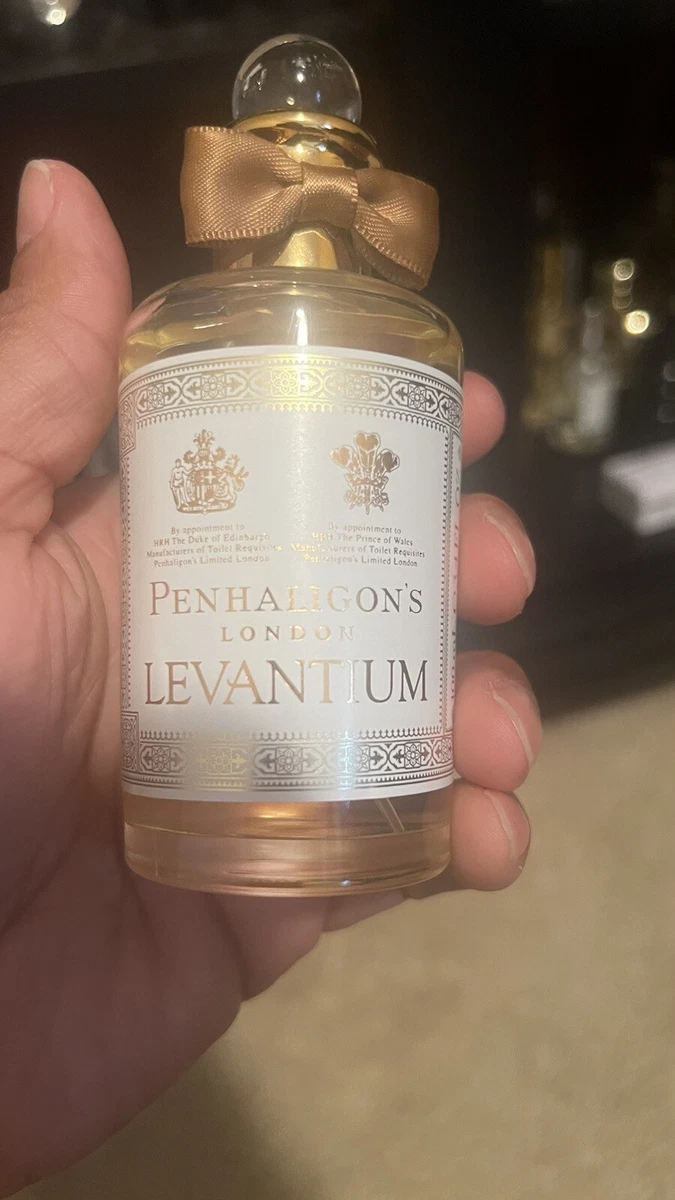 By appointment to
HRH The Duke of Edinburgh
Manufacturers of Toilet Requisites
Penhaligon's Limited London
By appointment to
HRH The Prince of Wales
Manufacturers of Toilet Requisites
Penhaligon's Limited London
PENHALIGON'S
LONDON
LEVANTIUM